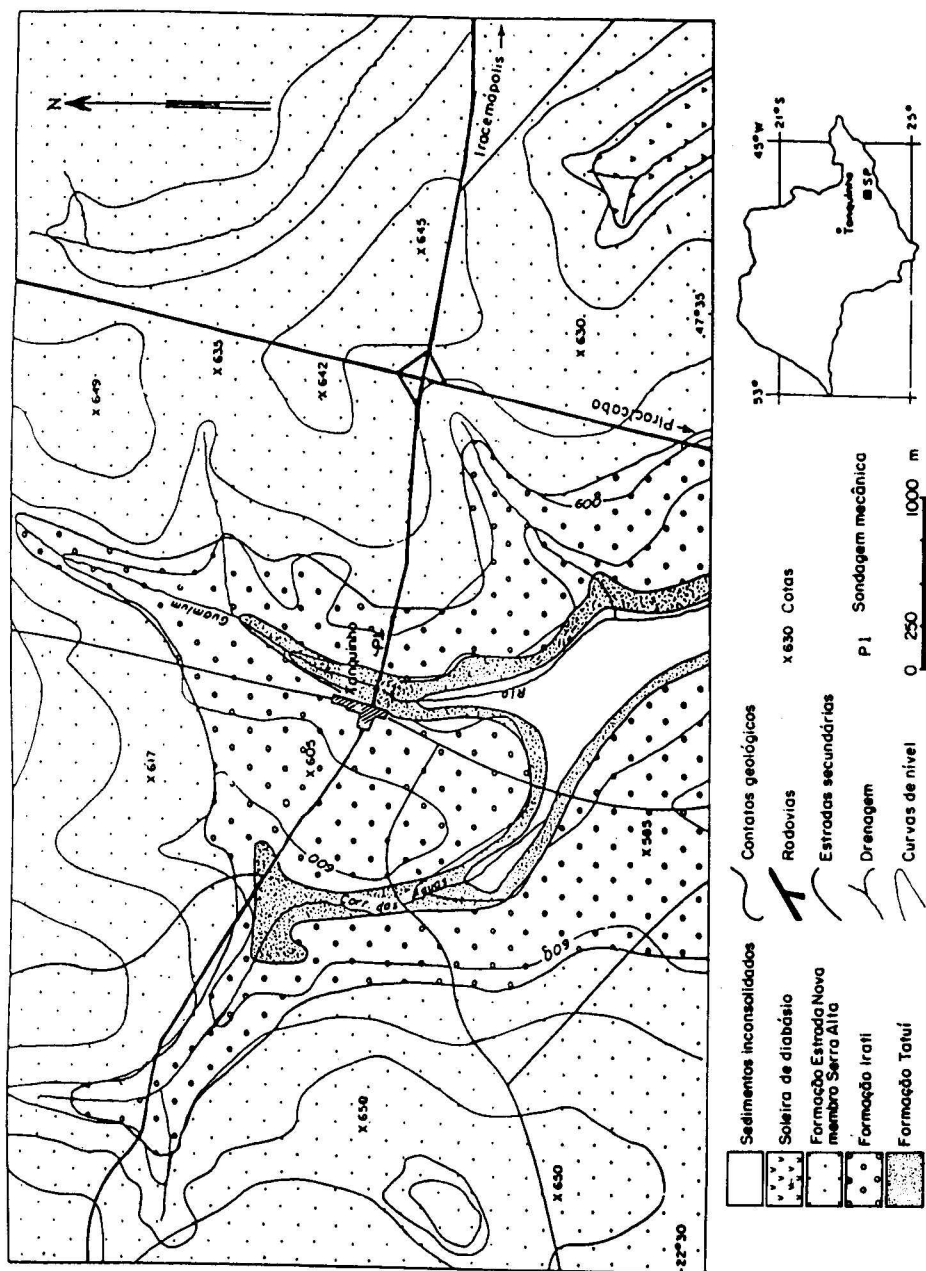 N
Iracemápolis
X 649
X 635
X 642
X 645
X 630
47°35'
Piracicaba
Guamium
Tanquinho
P1
Rio
X 617
X 605
600
600
600
Corr. das
X 585
X 650
X 650
22°30'
Sedimentos inconsolidados
Soleira de diabásio
Formação Estrada Nova
membro Serra Alta
Formação Irati
Formação Tatuí
Contatos geológicos
Rodovias
Estradas secundárias
Drenagem
Curvas de nível
x 630 Cotas
P1 Sondagem mecânica
0 250 1000 m
53°
45°W
21°S
25°
Tanquinho
S.P.